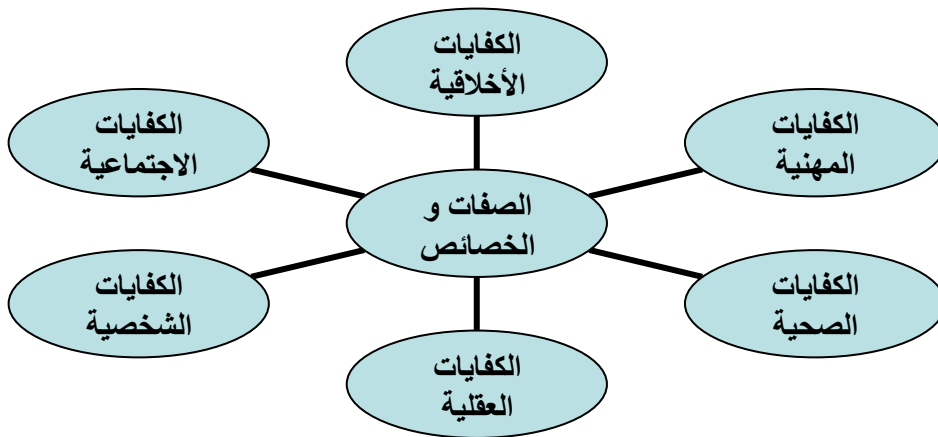 الكفايات
الأخلاقية
الكفايات
المهنية
الكفايات
الاجتماعية
الصفات و
الخصائص
الكفايات
الصحية
الكفايات
الشخصية
الكفايات
العقلية